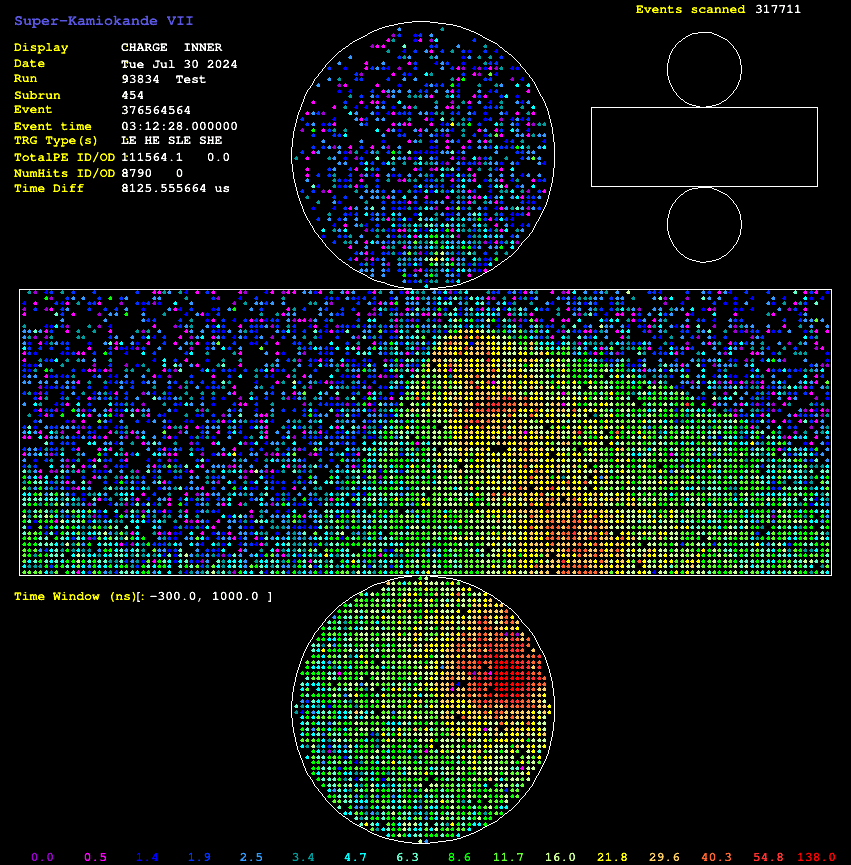 Super-Kamiokande VII
Events scanned 317711
Display CHARGE INNER
Date Tue Jul 30 2024
Run 93834 Test
Subrun 454
Event 376564564
Event time 03:12:28.000000
TRG Type(s) LE HE SLE SHE
TotalPE ID/OD 111564.1 0.0
NumHits ID/OD 8790 0
Time Diff 8125.555664 us
Time Window (ns)[: -300.0, 1000.0 ]
0.0 0.5 1.4 1.9 2.5 3.4 4.7 6.3 8.6 11.7 16.0 21.8 29.6 40.3 54.8 138.0